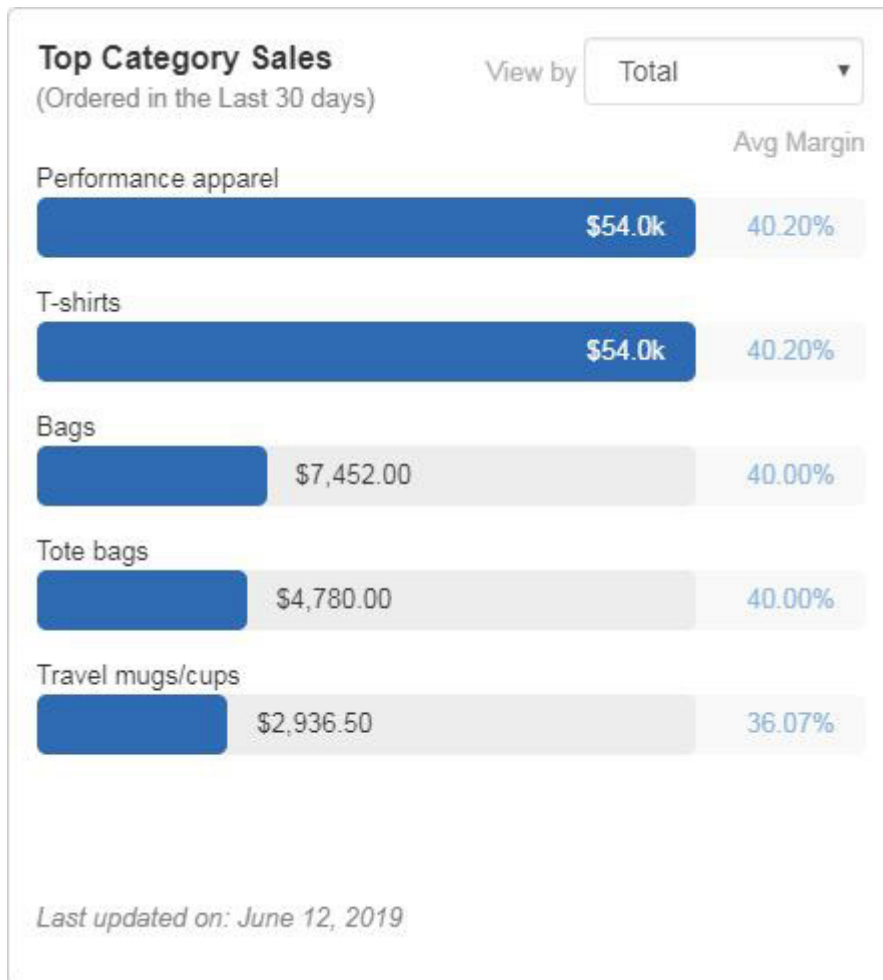 Top Category Sales
(Ordered in the Last 30 days)
View by Total
Avg Margin
Performance apparel
$54.0k 40.20%
T-shirts
$54.0k 40.20%
Bags
$7,452.00 40.00%
Tote bags
$4,780.00 40.00%
Travel mugs/cups
$2,936.50 36.07%
Last updated on: June 12, 2019